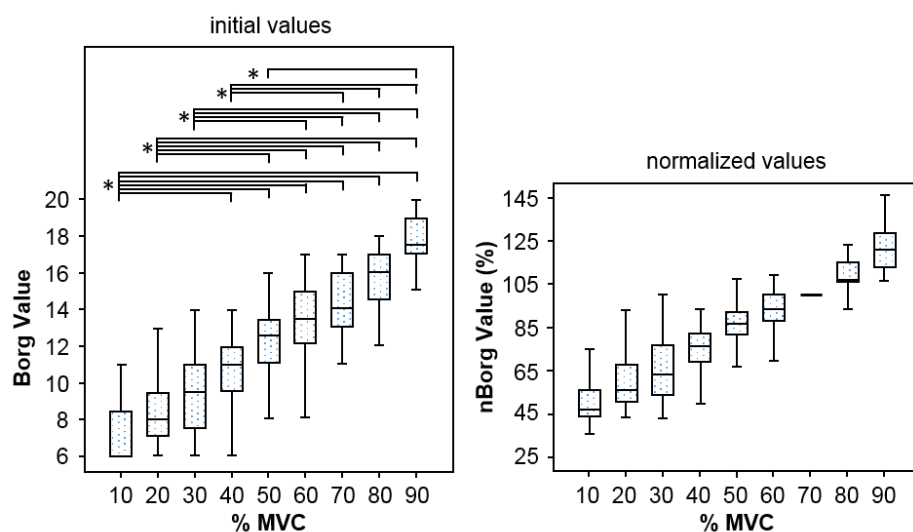 initial values
*
*
*
*
*
20
18
16
14
12
10
8
6
Borg Value
10 20 30 40 50 60 70 80 90
% MVC
normalized values
145
125
105
85
65
45
25
nBorg Value (%)
10 20 30 40 50 60 70 80 90
% MVC